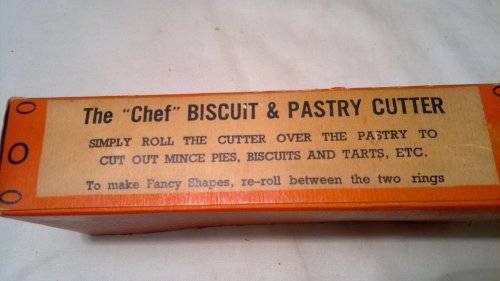 The "Chef" BISCUIT & PASTRY CUTTER
SIMPLY ROLL THE CUTTER OVER THE PASTRY TO
CUT OUT MINCE PIES, BISCUITS AND TARTS, ETC.
To make Fancy Shapes, re-roll between the two rings